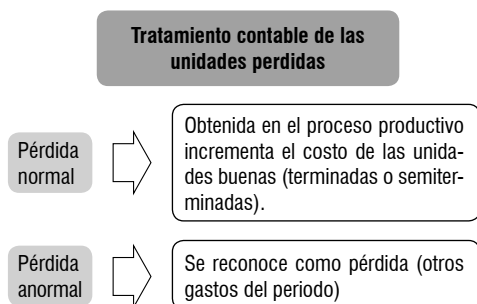 Tratamiento contable de las
unidades perdidas
Pérdida
normal
Obtenida en el proceso productivo
incrementa el costo de las unida-
des buenas (terminadas o semiter-
minadas).
Pérdida
anormal
Se reconoce como pérdida (otros
gastos del periodo)